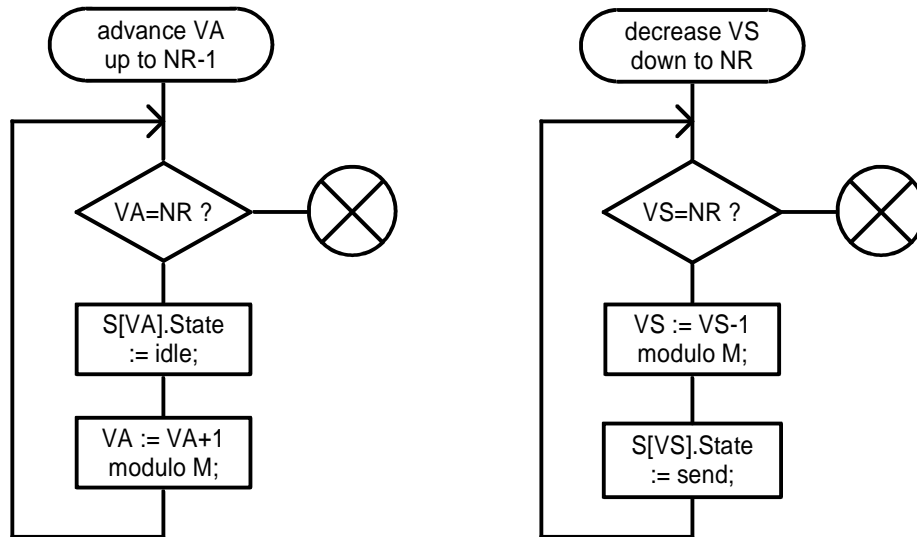 advance VA
up to NR-1
VA=NR ?
S[VA].State
:= idle;
VA := VA+1
modulo M;
decrease VS
down to NR
VS=NR ?
VS := VS-1
modulo M;
S[VS].State
:= send;